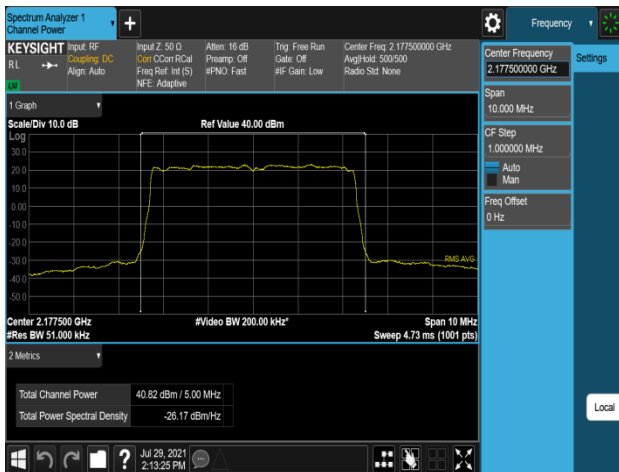 Spectrum Analyzer 1
Channel Power
Frequency
KEYSIGHT
Input: RF
Coupling: DC
Align: Auto
Input Z: 50 Ω
Corr CCorr RCal
Freq Ref: Int (S)
NFE: Adaptive
Atten: 16 dB
Preamp: Off
#PNO: Fast
Trig: Free Run
Gate: Off
#IF Gain: Low
Center Freq: 2.177500000 GHz
Avg|Hold: 500/500
Radio Std: None
R L
Center Frequency
2.177500000 GHz
Settings
Span
10.000 MHz
CF Step
1.000000 MHz
Auto
Man
Freq Offset
0 Hz
1 Graph
Scale/Div 10.0 dB
Ref Value 40.00 dBm
Log
30.0
20.0
10.0
0.00
-10.0
-20.0
-30.0
-40.0
-50.0
RMS AVG
Center 2.177500 GHz
#Video BW 200.00 kHz*
Span 10 MHz
#Res BW 51.000 kHz
Sweep 4.73 ms (1001 pts)
2 Metrics
Total Channel Power 40.82 dBm / 5.00 MHz
Total Power Spectral Density -26.17 dBm/Hz
Local
?
Jul 29, 2021
2:13:25 PM